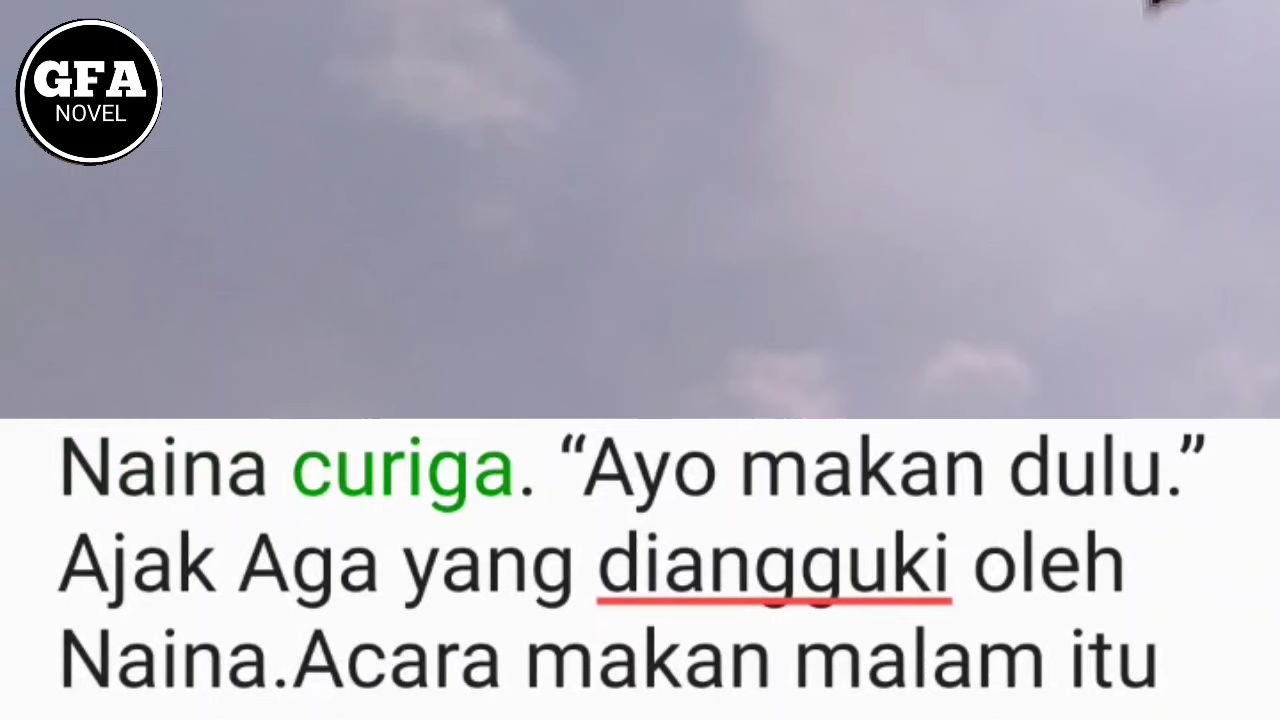 GFA
NOVEL
Naina curiga. “Ayo makan dulu.”
Ajak Aga yang diangguki oleh
Naina.Acara makan malam itu